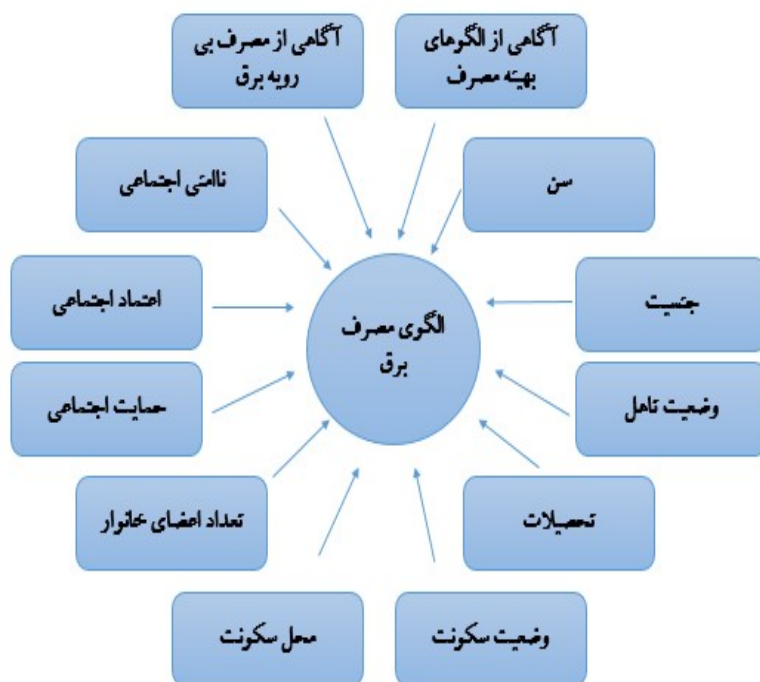 آگاهی از الگوهای
بهینه مصرف
آگاهی از مصرف بی
رویه برق
سن
ناامنی اجتماعی
جنسیت
اعتماد اجتماعی
الگوی مصرف
برق
وضعیت تاهل
حمایت اجتماعی
تحصیلات
تعداد اعضای خانوار
وضعیت سکونت
محل سکونت